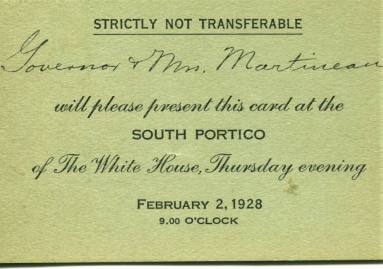 STRICTLY NOT TRANSFERABLE
Governor & Mrs. Martineau
will please present this card at the
SOUTH PORTICO
of The White House, Thursday evening
FEBRUARY 2, 1928
9.00 O'CLOCK